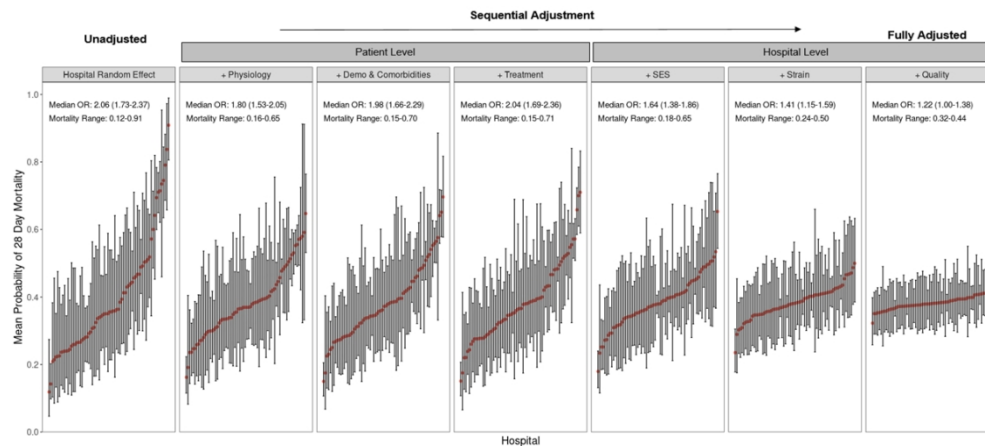 Sequential Adjustment
Unadjusted
Fully Adjusted
Patient Level
Hospital Level
Hospital Random Effect
+ Physiology
+ Demo & Comorbidities
+ Treatment
+ SES
+ Strain
+ Quality
Median OR: 2.06 (1.73-2.37)
Mortality Range: 0.12-0.91
Median OR: 1.80 (1.53-2.05)
Mortality Range: 0.16-0.65
Median OR: 1.98 (1.66-2.29)
Mortality Range: 0.15-0.70
Median OR: 2.04 (1.69-2.36)
Mortality Range: 0.15-0.71
Median OR: 1.64 (1.38-1.86)
Mortality Range: 0.18-0.65
Median OR: 1.41 (1.15-1.59)
Mortality Range: 0.24-0.50
Median OR: 1.22 (1.00-1.38)
Mortality Range: 0.32-0.44
Mean Probability of 28 Day Mortality
1.0
0.8
0.6
0.4
0.2
0.0
Hospital